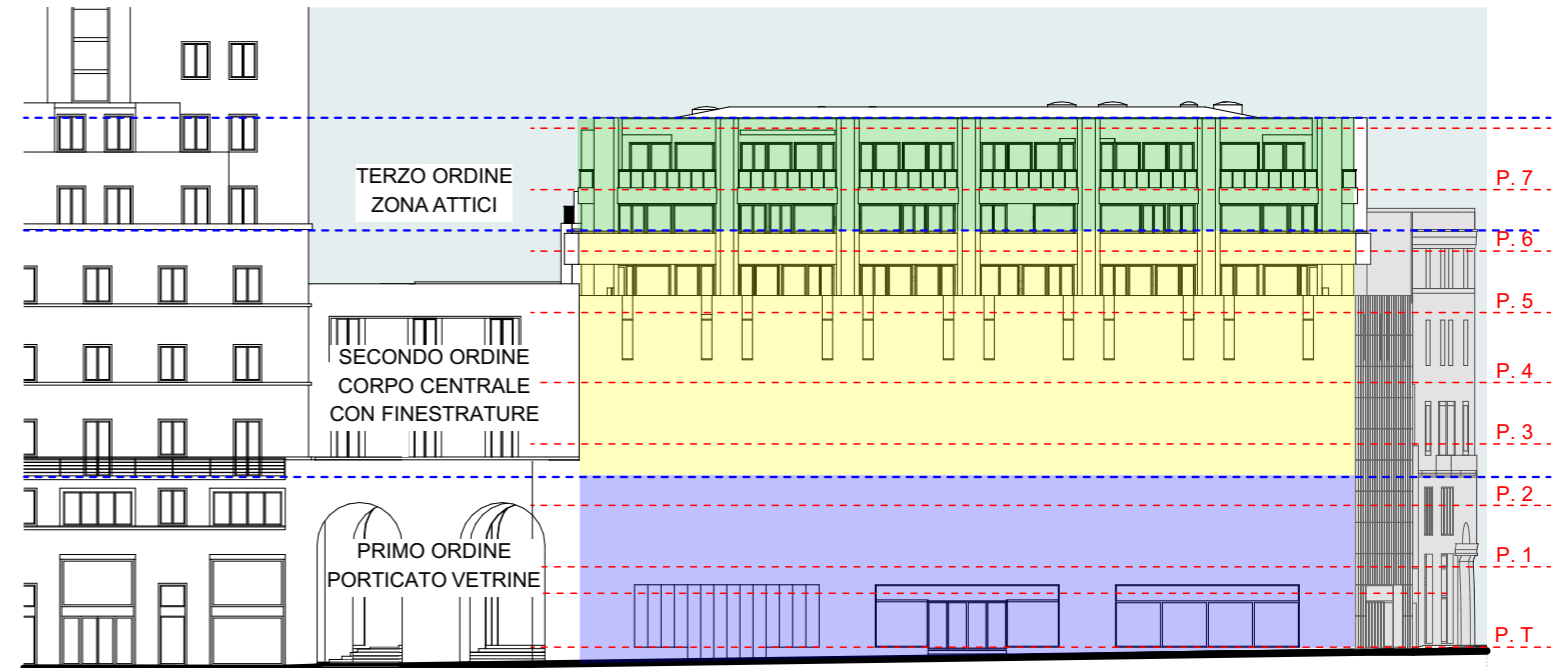 TERZO ORDINE
ZONA ATTICI
P. 7
P. 6
P. 5
SECONDO ORDINE
CORPO CENTRALE
CON FINESTRATURE
P. 4
P. 3
P. 2
PRIMO ORDINE
PORTICATO VETRINE
P. 1
P. T